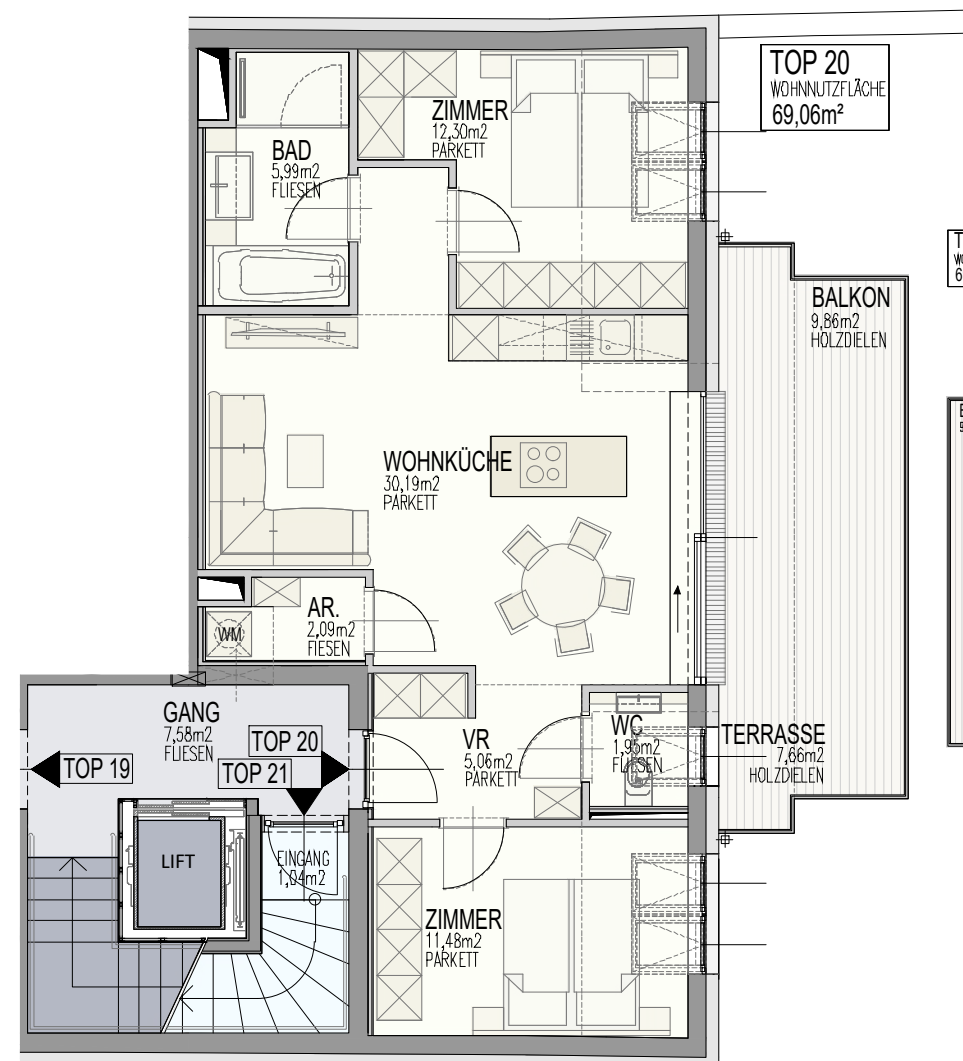 TOP 20
WOHNNUTZFLÄCHE
69,06m²
ZIMMER
12,30m2
PARKETT
BAD
5,99m2
FLIESEN
BALKON
9,86m2
HOLZDIELEN
WOHNKÜCHE
30,19m2
PARKETT
AR.
2,09m2
FIESEN
WM
GANG
7,58m2
FLIESEN
TOP 20
TOP 19
TOP 21
VR
5,06m2
PARKETT
WC
1,95m2
FLIESEN
TERRASSE
7,66m2
HOLZDIELEN
LIFT
EINGANG
1,04m2
ZIMMER
11,48m2
PARKETT